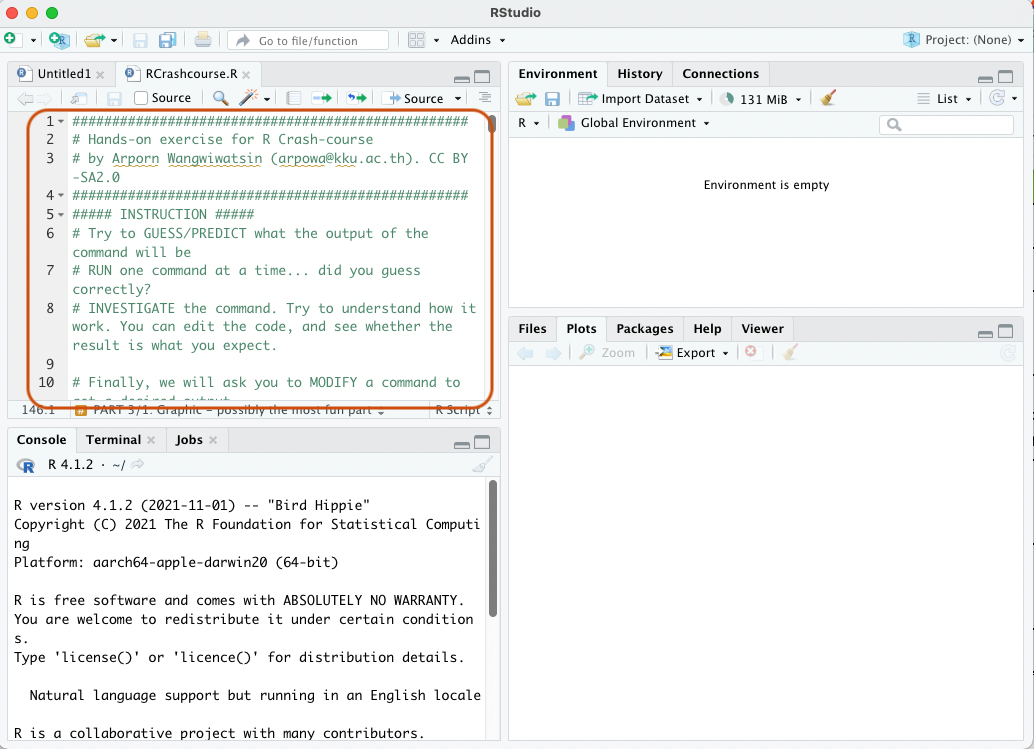 RStudio
Go to file/function
Addins
Project: (None)
Untitled1
RCrashcourse.R
Source
Source
1 ##################################################
2 # Hands-on exercise for R Crash-course
3 # by Arporn Wangwiwatsin (arpowa@kku.ac.th). CC BY
-SA2.0
4 ##################################################
5 ##### INSTRUCTION #####
6 # Try to GUESS/PREDICT what the output of the
command will be
7 # RUN one command at a time... did you guess
correctly?
8 # INVESTIGATE the command. Try to understand how it
work. You can edit the code, and see whether the
result is what you expect.
9
10 # Finally, we will ask you to MODIFY a command to
get a desired output
146:1 # PART 3/1: Graphic - possibly the most fun part R Script
Console Terminal Jobs
R 4.1.2 · ~/
R version 4.1.2 (2021-11-01) -- "Bird Hippie"
Copyright (C) 2021 The R Foundation for Statistical Computi
ng
Platform: aarch64-apple-darwin20 (64-bit)
R is free software and comes with ABSOLUTELY NO WARRANTY.
You are welcome to redistribute it under certain condition
s.
Type 'license()' or 'licence()' for distribution details.
Natural language support but running in an English locale
R is a collaborative project with many contributors.
Environment History Connections
Import Dataset 131 MiB List
R Global Environment
Environment is empty
Files Plots Packages Help Viewer
Zoom Export